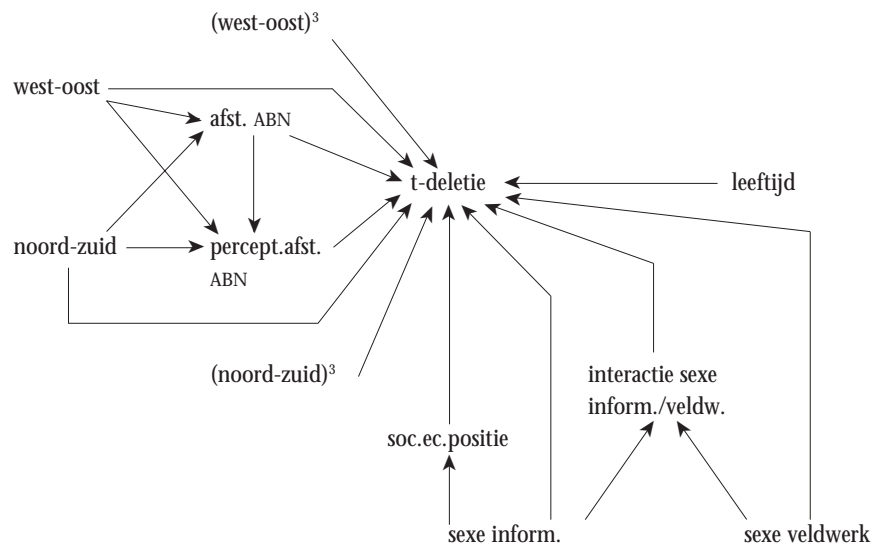 (west-oost)³
west-oost
afst. ABN
t-deletie
leeftijd
noord-zuid
percept.afst.
ABN
(noord-zuid)³
interactie sexe
inform./veldw.
soc.ec.positie
sexe inform.
sexe veldwerk